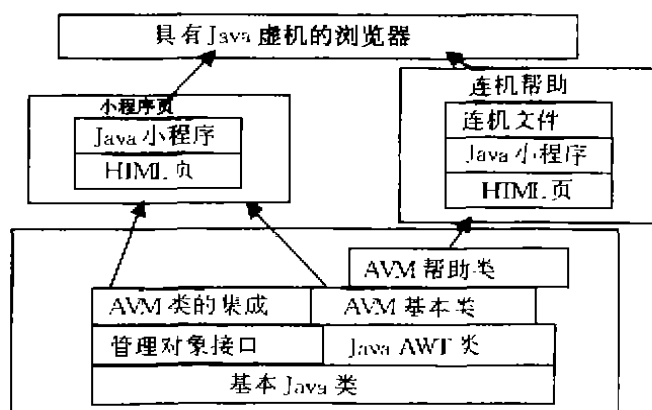 具有Java虚机的浏览器
小程序页
Java小程序
HTML页
连机帮助
连机文件
Java小程序
HTML页
AVM帮助类
AVM类的集成
AVM基本类
管理对象接口
Java AWT类
基本Java类